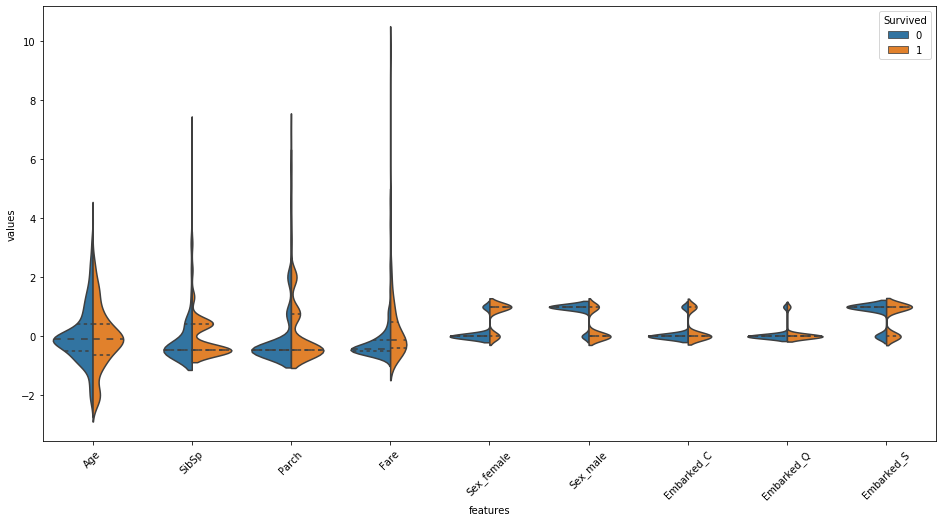 Survived
0
1
10
8
6
4
2
0
−2
values
Age
SibSp
Parch
Fare
Sex_female
Sex_male
Embarked_C
Embarked_Q
Embarked_S
features